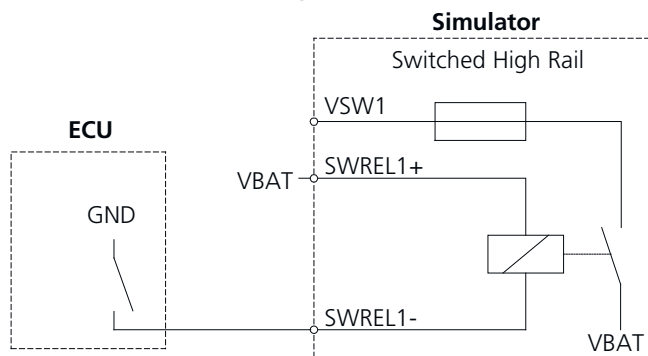 Simulator
Switched High Rail
VSW1
ECU
SWREL1+
VBAT
GND
SWREL1-
VBAT